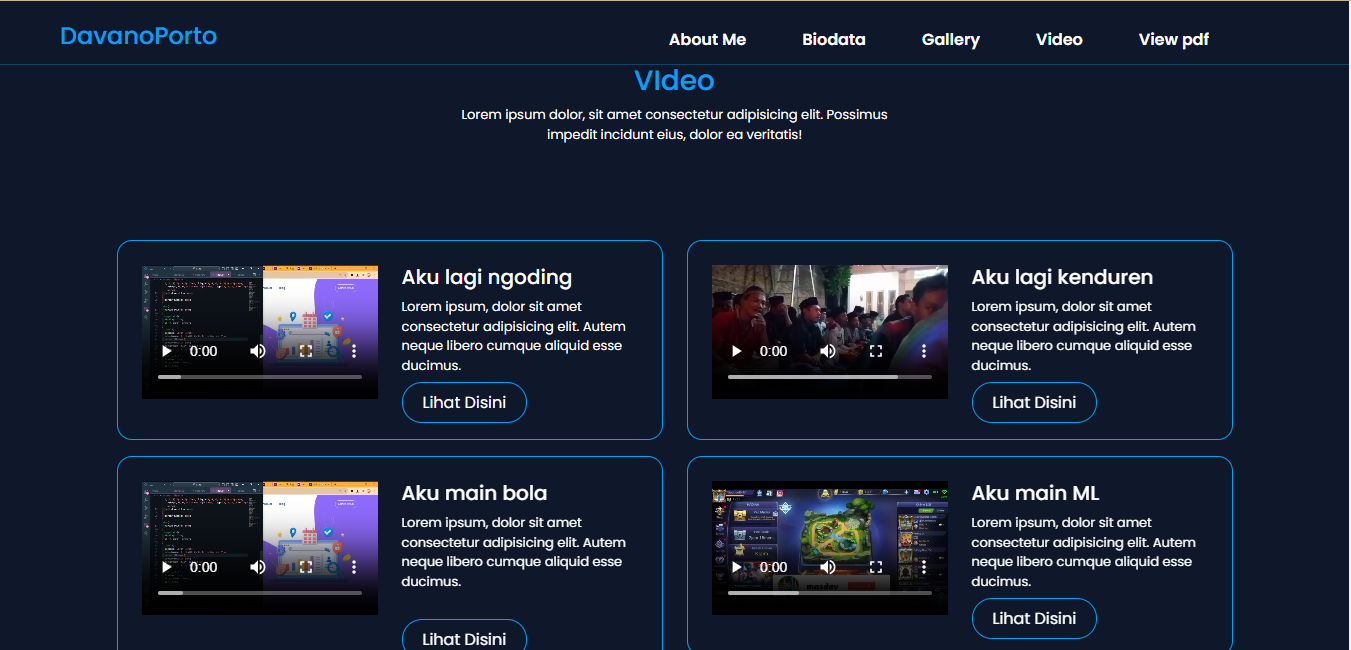 DavanoPorto
About Me Biodata Gallery Video View pdf
VIdeo
Lorem ipsum dolor, sit amet consectetur adipisicing elit. Possimus
impedit incidunt eius, dolor ea veritatis!
Aku lagi ngoding
Lorem ipsum, dolor sit amet
consectetur adipisicing elit. Autem
neque libero cumque aliquid esse
ducimus.
Lihat Disini
0:00
Aku lagi kenduren
Lorem ipsum, dolor sit amet
consectetur adipisicing elit. Autem
neque libero cumque aliquid esse
ducimus.
Lihat Disini
0:00
Aku main bola
Lorem ipsum, dolor sit amet
consectetur adipisicing elit. Autem
neque libero cumque aliquid esse
ducimus.
Lihat Disini
0:00
Aku main ML
Lorem ipsum, dolor sit amet
consectetur adipisicing elit. Autem
neque libero cumque aliquid esse
ducimus.
Lihat Disini
0:00